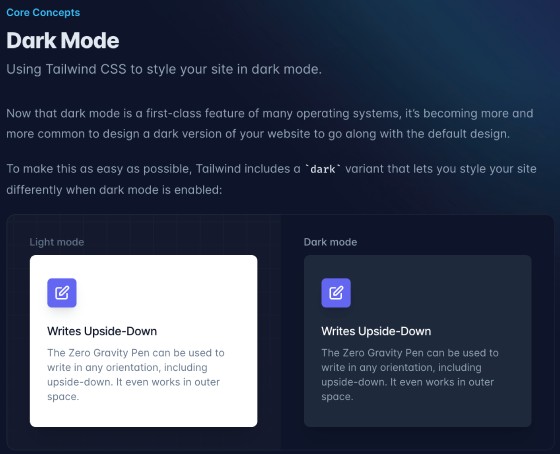 Core Concepts
Dark Mode
Using Tailwind CSS to style your site in dark mode.
Now that dark mode is a first-class feature of many operating systems, it's becoming more and
more common to design a dark version of your website to go along with the default design.
To make this as easy as possible, Tailwind includes a `dark` variant that lets you style your site
differently when dark mode is enabled:
Light mode
Writes Upside-Down
The Zero Gravity Pen can be used to
write in any orientation, including
upside-down. It even works in outer
space.
Dark mode
Writes Upside-Down
The Zero Gravity Pen can be used to
write in any orientation, including
upside-down. It even works in outer
space.